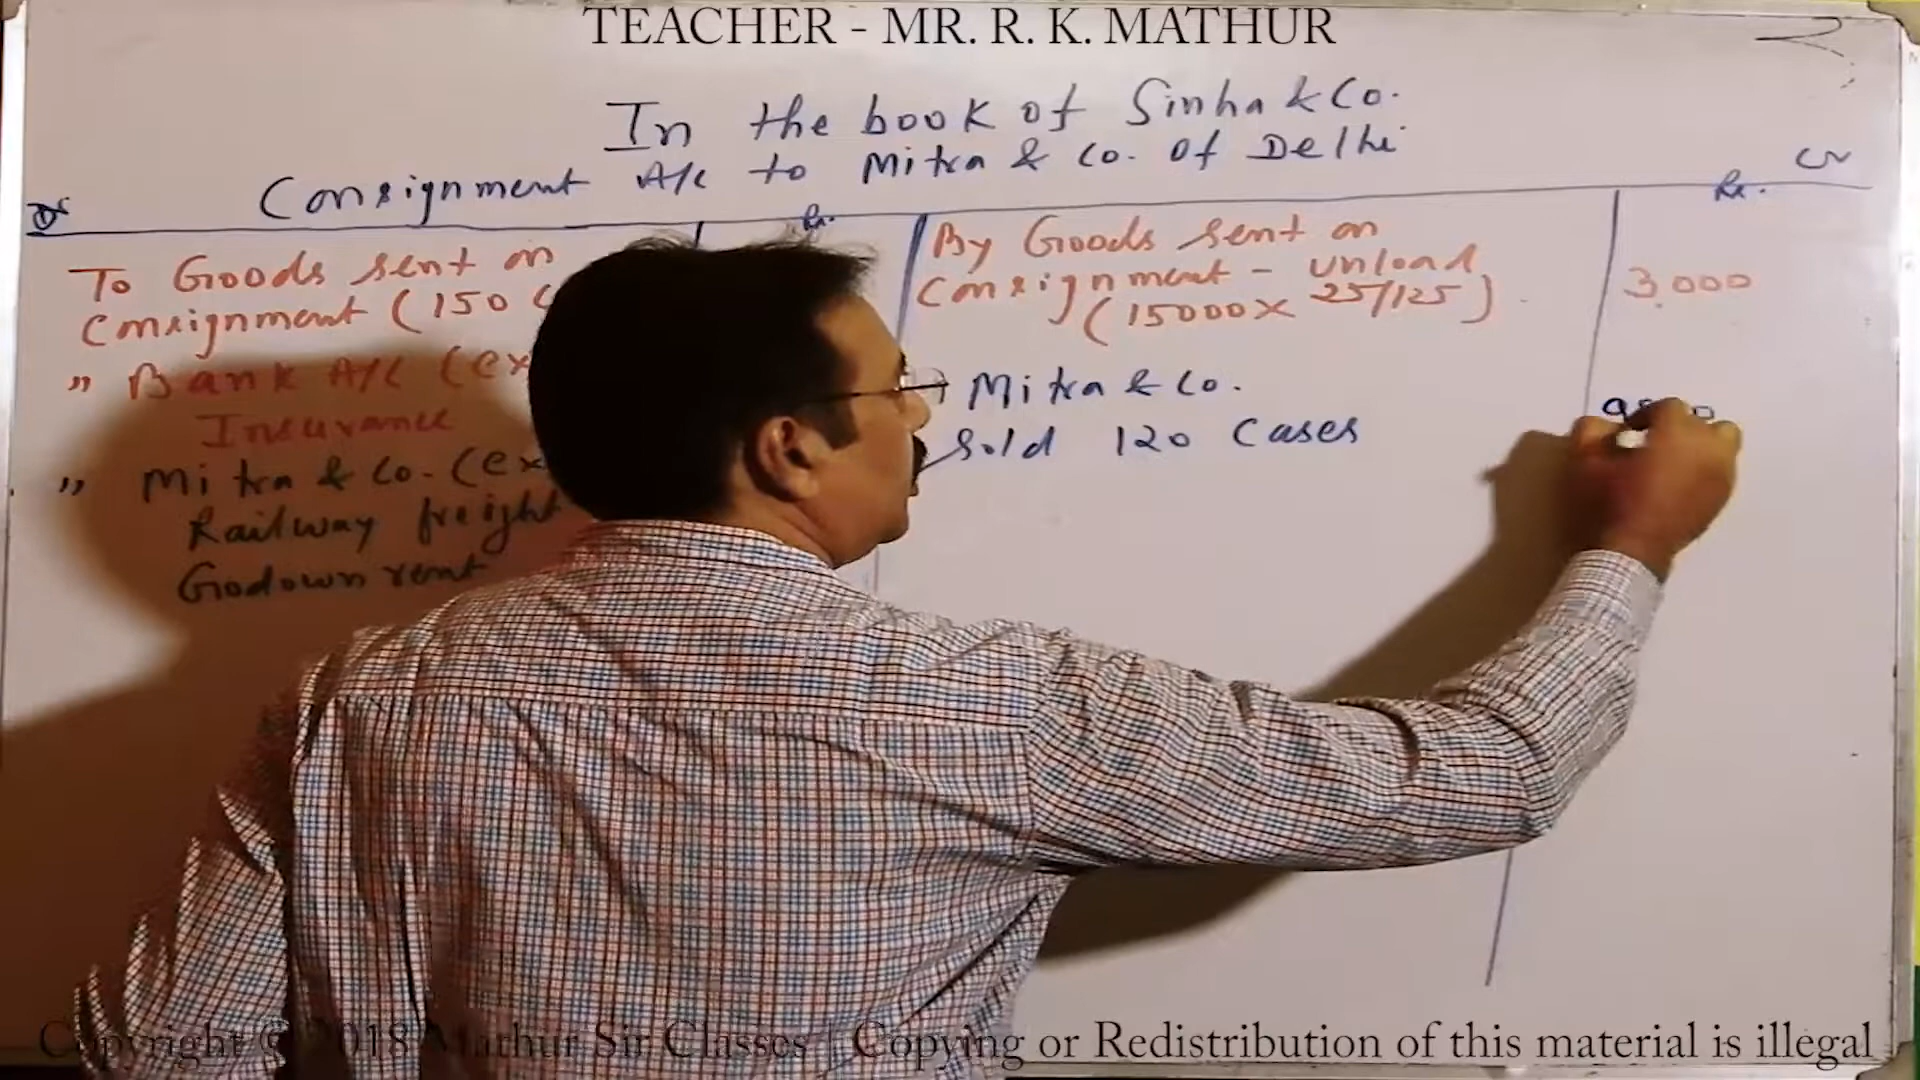 TEACHER - MR. R. K. MATHUR
In the book of Sinha & Co.
Consignment A/c to Mitra & Co. of Delhi
Dr
Rs.
Rs.
Cr
To Goods sent on
Consignment (150 C
" Bank A/c (ex
Insurance
" Mitra & Co. (ex
Railway freight
Godown rent
By Goods sent on
Consignment - unload
(15000 x 25/125)
3,000
Mitra & Co.
Sold 120 Cases
Copyright © 2018 Mathur Sir Classes | Copying or Redistribution of this material is illegal